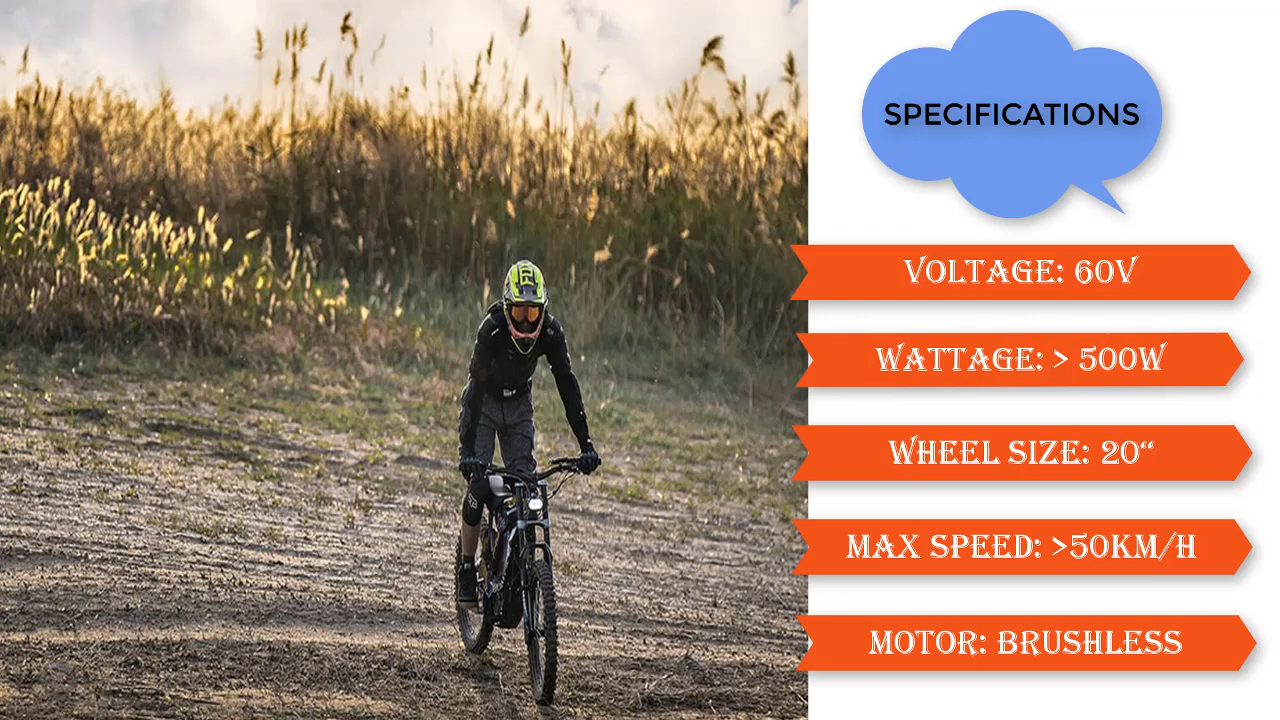 SPECIFICATIONS
VOLTAGE: 60V
WATTAGE: > 500W
WHEEL SIZE: 20“
MAX SPEED: >50KM/H
MOTOR: BRUSHLESS